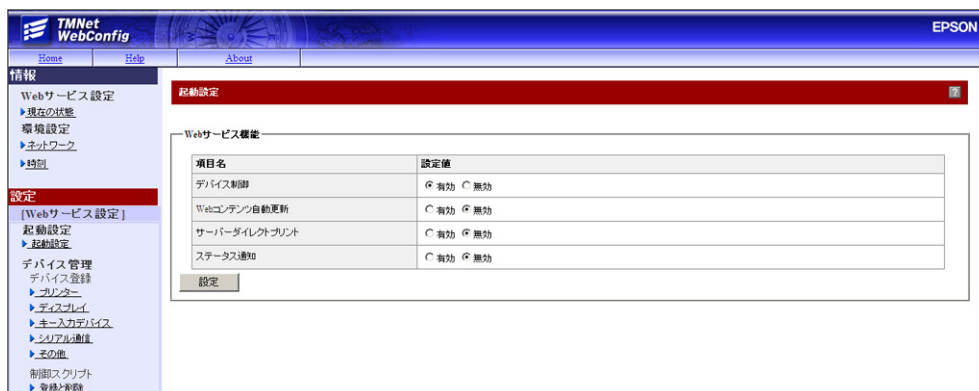 TMNet
WebConfig
EPSON
Home Help About
情報
Webサービス設定
現在の状態
環境設定
ネットワーク
時刻
設定
[Webサービス設定]
起動設定
起動設定
デバイス管理
デバイス登録
プリンター
ディスプレイ
キー入力デバイス
シリアル通信
その他
制御スクリプト
登録と削除
起動設定 ?
Webサービス機能
項目名 設定値
デバイス制御 有効 無効
Webコンテンツ自動更新 有効 無効
サーバーダイレクトプリント 有効 無効
ステータス通知 有効 無効
設定